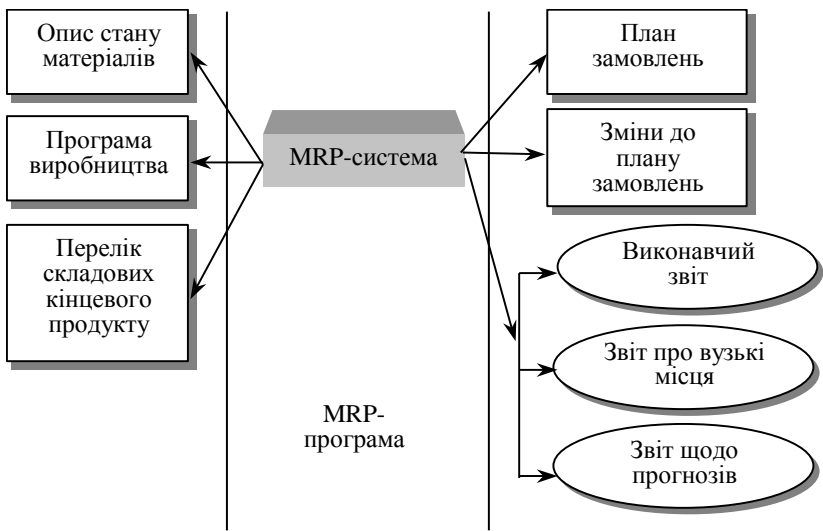 Опис стану
матеріалів
Програма
виробництва
Перелік
складових
кінцевого
продукту
MRP-система
MRP-
програма
План
замовлень
Зміни до
плану
замовлень
Виконавчий
звіт
Звіт про вузькі
місця
Звіт щодо
прогнозів